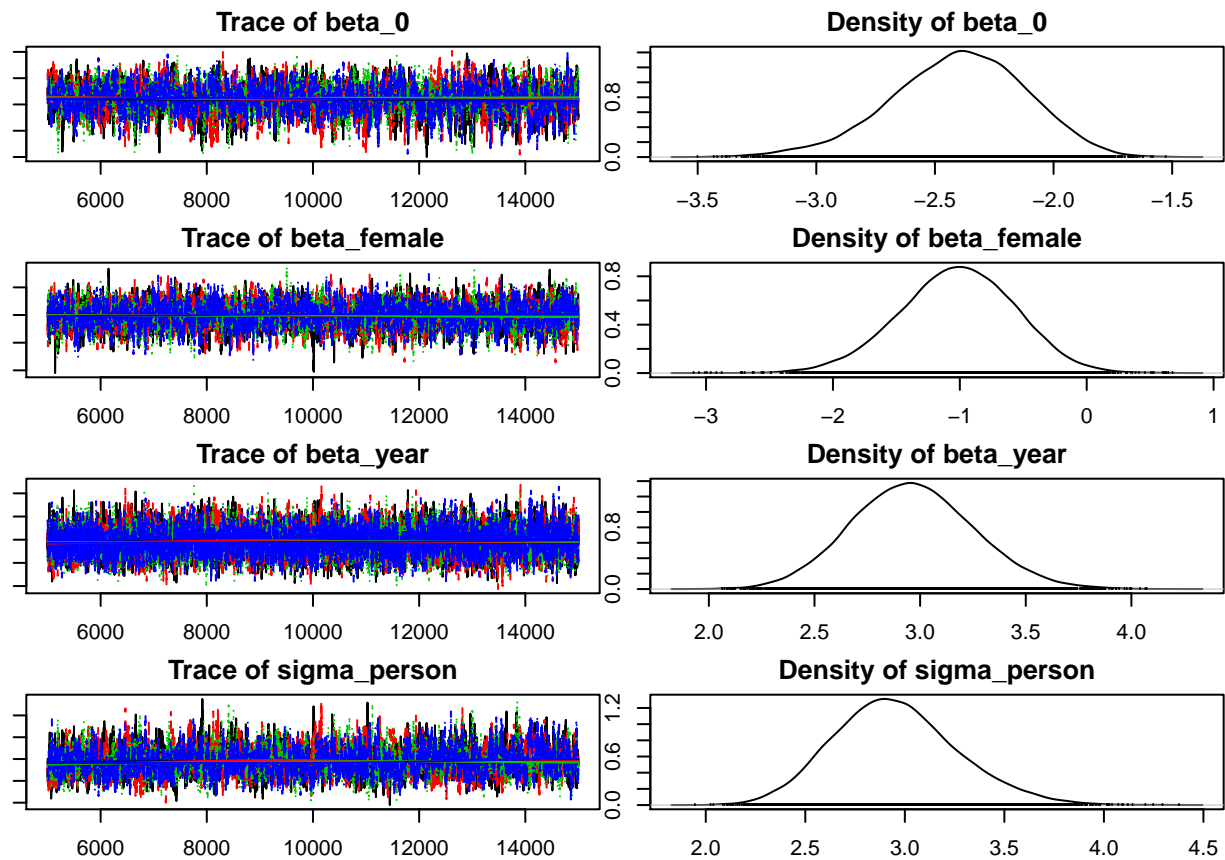 Trace of beta_0
Density of beta_0
0.0 0.8
6000 8000 10000 12000 14000
−3.5 −3.0 −2.5 −2.0 −1.5
Trace of beta_female
Density of beta_female
0.0 0.4 0.8
6000 8000 10000 12000 14000
−3 −2 −1 0 1
Trace of beta_year
Density of beta_year
0.0 0.8
6000 8000 10000 12000 14000
2.0 2.5 3.0 3.5 4.0
Trace of sigma_person
Density of sigma_person
0.0 0.6 1.2
6000 8000 10000 12000 14000
2.0 2.5 3.0 3.5 4.0 4.5